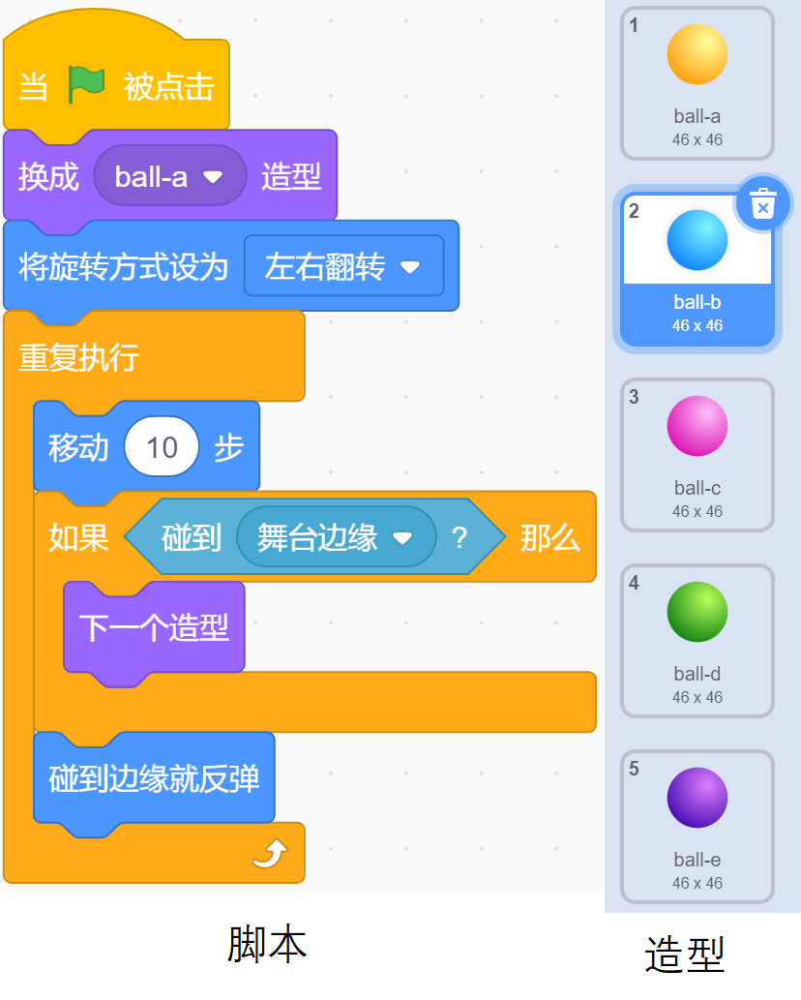 当 被点击
换成 ball-a 造型
将旋转方式设为 左右翻转
重复执行
移动 10 步
如果 碰到 舞台边缘 ? 那么
下一个造型
碰到边缘就反弹
脚本
1
ball-a
46 x 46
2
ball-b
46 x 46
3
ball-c
46 x 46
4
ball-d
46 x 46
5
ball-e
46 x 46
造型